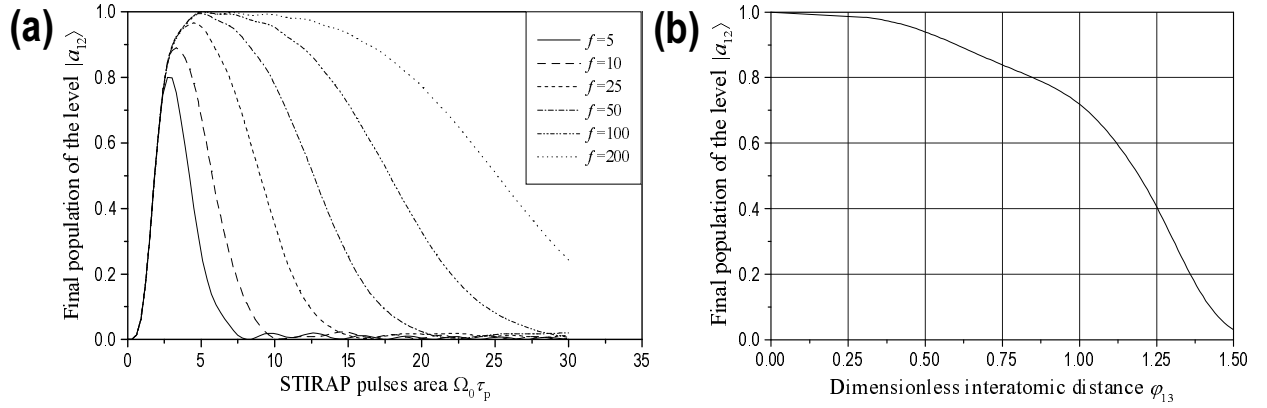 (a)
Final population of the level |a12⟩
1.0
0.8
0.6
0.4
0.2
0.0
0
5
10
15
20
25
30
35
STIRAP pulses area Ω0τp
f=5
f=10
f=25
f=50
f=100
f=200
(b)
Final population of the level |a12⟩
1.0
0.8
0.6
0.4
0.2
0.0
0.00
0.25
0.50
0.75
1.00
1.25
1.50
Dimensionless interatomic distance φ13